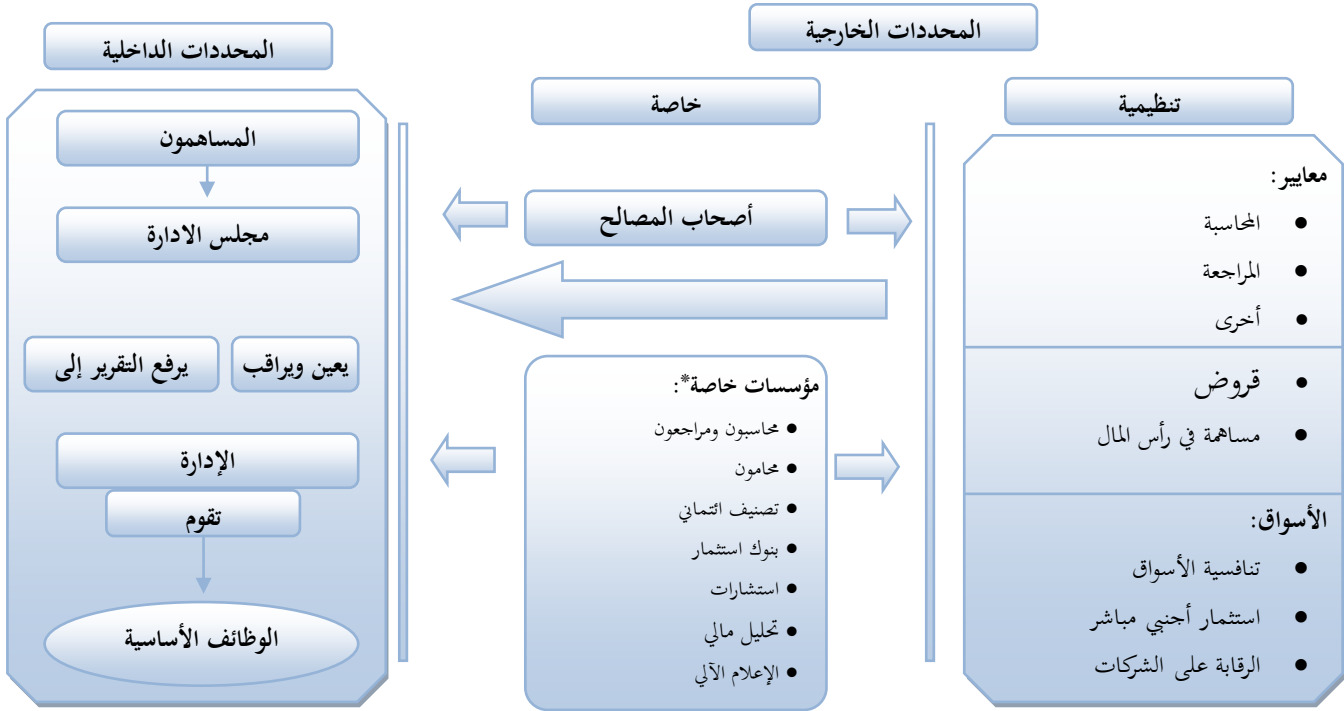 المحددات الخارجية
المحددات الداخلية
خاصة
تنظيمية
المساهمون
مجلس الادارة
يعين ويراقب
يرفع التقرير إلى
الإدارة
تقوم
الوظائف الأساسية
أصحاب المصالح
مؤسسات خاصة*:
● محاسبون ومراجعون
● محامون
● تصنيف ائتماني
● بنوك استثمار
● استشارات
● تحليل مالي
● الإعلام الآلي
معايير:
● المحاسبة
● المراجعة
● أخرى
● قروض
● مساهمة في رأس المال
الأسواق:
● تنافسية الأسواق
● استثمار أجنبي مباشر
● الرقابة على الشركات